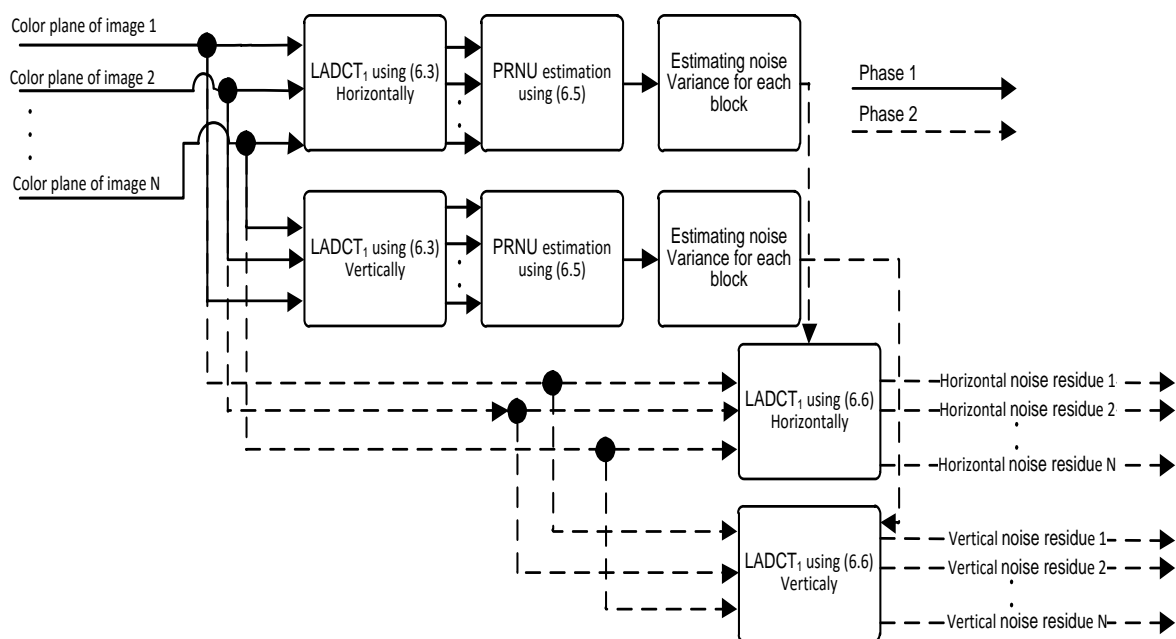 Color plane of image 1
Color plane of image 2
Color plane of image N
LADCT₁ using (6.3)
Horizontally
PRNU estimation
using (6.5)
Estimating noise
Variance for each
block
Phase 1
Phase 2
LADCT₁ using (6.3)
Vertically
PRNU estimation
using (6.5)
Estimating noise
Variance for each
block
LADCT₁ using (6.6)
Horizontally
Horizontal noise residue 1
Horizontal noise residue 2
Horizontal noise residue N
LADCT₁ using (6.6)
Verticaly
Vertical noise residue 1
Vertical noise residue 2
Vertical noise residue N